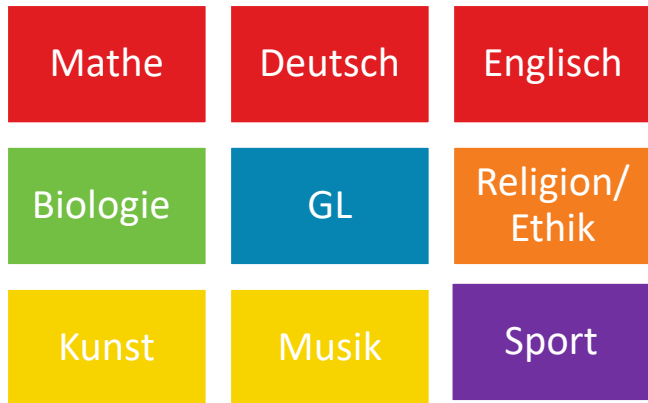 Mathe
Deutsch
Englisch
Biologie
GL
Religion/
Ethik
Kunst
Musik
Sport